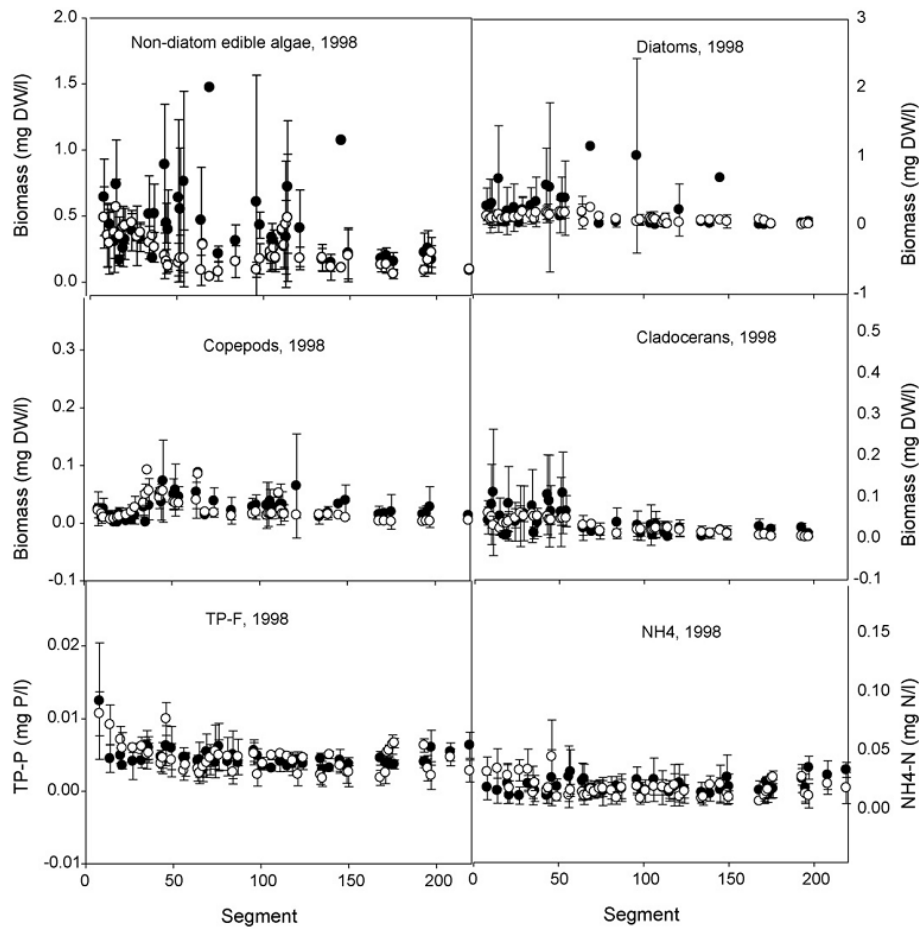 2.0
1.5
1.0
0.5
0.0
Biomass (mg DW/l)
Non-diatom edible algae, 1998
Diatoms, 1998
3
2
1
0
-1
Biomass (mg DW/l)
0.3
0.2
0.1
0.0
-0.1
Biomass (mg DW/l)
Copepods, 1998
Cladocerans, 1998
0.5
0.4
0.3
0.2
0.1
0.0
-0.1
Biomass (mg DW/l)
0.02
0.01
0.00
-0.01
TP-P (mg P/l)
TP-F, 1998
NH4, 1998
0.15
0.10
0.05
0.00
NH4-N (mg N/l)
0 50 100 150 200
0 50 100 150 200
Segment
Segment